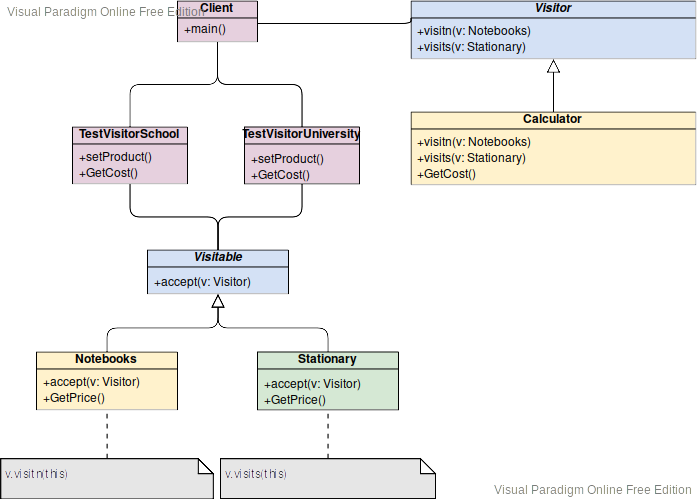 Visual Paradigm Online Free Edition
Client
+main()
Visitor
+visitn(v: Notebooks)
+visits(v: Stationary)
Calculator
+visitn(v: Notebooks)
+visits(v: Stationary)
+GetCost()
TestVisitorSchool
+setProduct()
+GetCost()
TestVisitorUniversity
+setProduct()
+GetCost()
Visitable
+accept(v: Visitor)
Notebooks
+accept(v: Visitor)
+GetPrice()
Stationary
+accept(v: Visitor)
+GetPrice()
v.visitn(this)
v.visits(this)
Visual Paradigm Online Free Edition